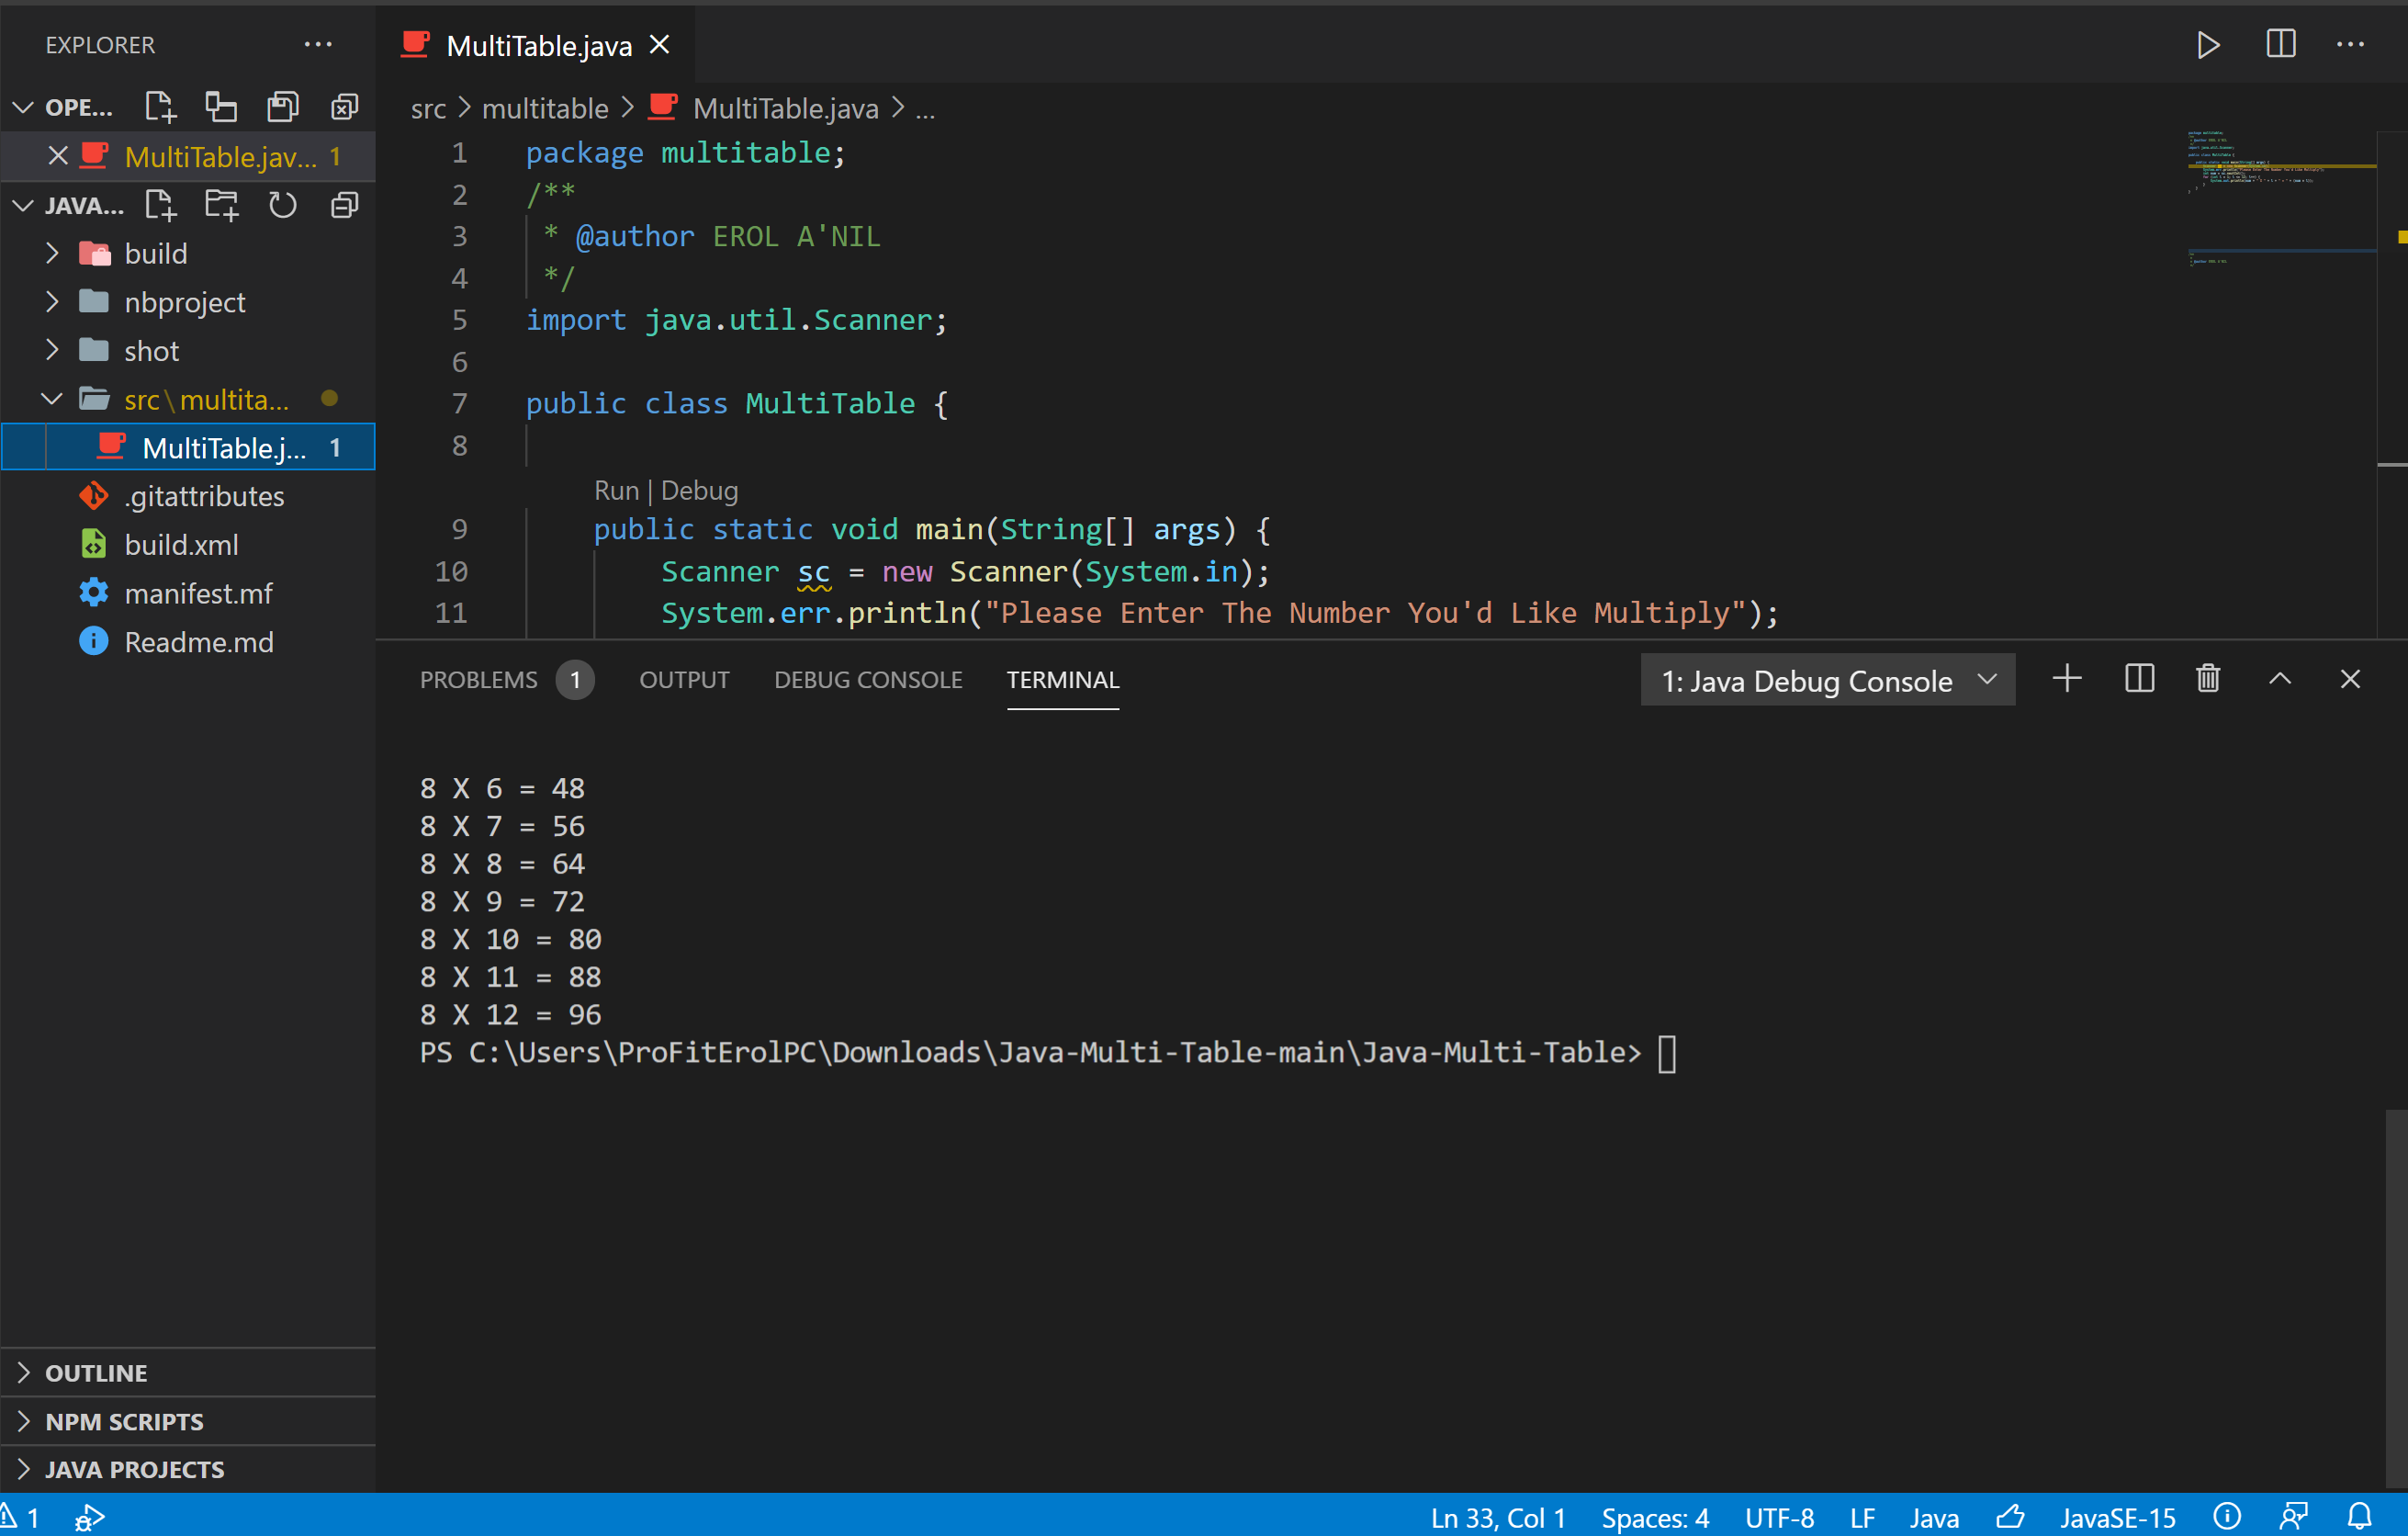 EXPLORER
OPE...
MultiTable.jav... 1
JAVA...
build
nbproject
shot
src\multita...
MultiTable.j... 1
.gitattributes
build.xml
manifest.mf
Readme.md
OUTLINE
NPM SCRIPTS
JAVA PROJECTS
MultiTable.java
src > multitable > MultiTable.java > ...
1 package multitable;
2 /**
3 * @author EROL A'NIL
4 */
5 import java.util.Scanner;
6
7 public class MultiTable {
8
Run | Debug
9 public static void main(String[] args) {
10 Scanner sc = new Scanner(System.in);
11 System.err.println("Please Enter The Number You'd Like Multiply");
PROBLEMS 1 OUTPUT DEBUG CONSOLE TERMINAL 1: Java Debug Console
8 X 6 = 48
8 X 7 = 56
8 X 8 = 64
8 X 9 = 72
8 X 10 = 80
8 X 11 = 88
8 X 12 = 96
PS C:\Users\ProFitErolPC\Downloads\Java-Multi-Table-main\Java-Multi-Table>
1 Ln 33, Col 1 Spaces: 4 UTF-8 LF Java JavaSE-15